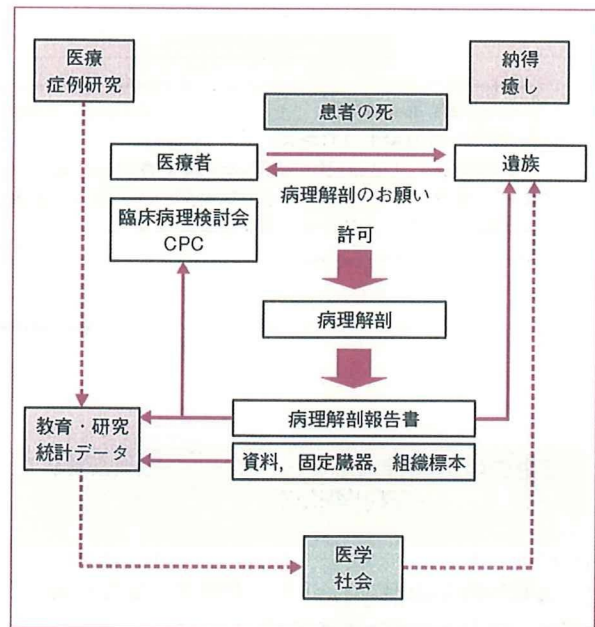 医療
症例研究
納得
癒し
患者の死
医療者
遺族
病理解剖のお願い
臨床病理検討会
CPC
許可
病理解剖
病理解剖報告書
教育・研究
統計データ
資料，固定臓器，組織標本
医学
社会